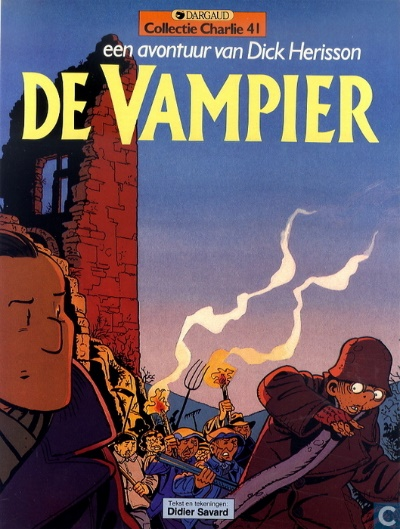 DARGAUD
Collectie Charlie 41
een avontuur van Dick Herisson
DE VAMPIER
Tekst en tekeningen:
Didier Savard
C